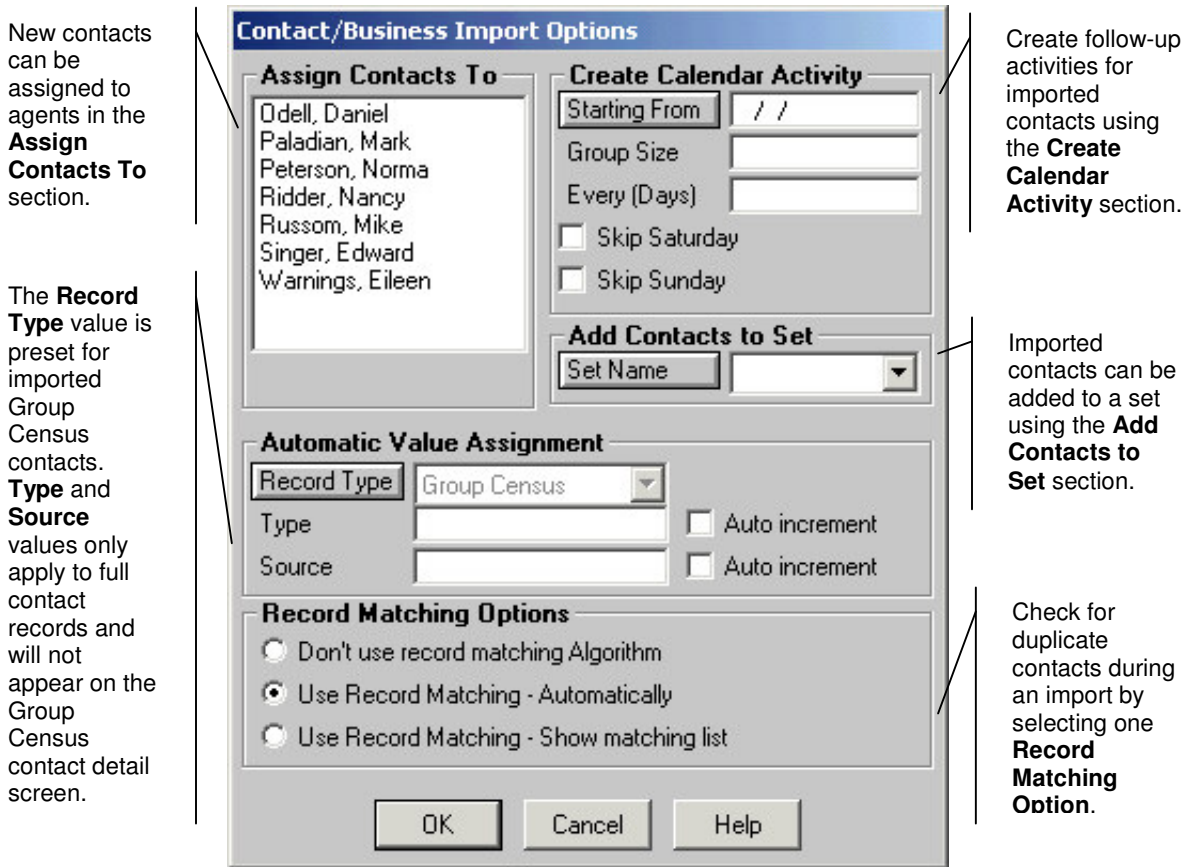 New contacts
can be
assigned to
agents in the
Assign
Contacts To
section.
The Record
Type value is
preset for
imported
Group
Census
contacts.
Type and
Source
values only
apply to full
contact
records and
will not
appear on the
Group
Census
contact detail
screen.
Contact/Business Import Options
Assign Contacts To
Odell, Daniel
Paladian, Mark
Peterson, Norma
Ridder, Nancy
Russom, Mike
Singer, Edward
Warnings, Eileen
Create Calendar Activity
Starting From / /
Group Size
Every (Days)
Skip Saturday
Skip Sunday
Add Contacts to Set
Set Name
Automatic Value Assignment
Record Type Group Census
Type Auto increment
Source Auto increment
Record Matching Options
Don't use record matching Algorithm
Use Record Matching - Automatically
Use Record Matching - Show matching list
OK Cancel Help
Create follow-up
activities for
imported
contacts using
the Create
Calendar
Activity section.
Imported
contacts can be
added to a set
using the Add
Contacts to
Set section.
Check for
duplicate
contacts during
an import by
selecting one
Record
Matching
Option.